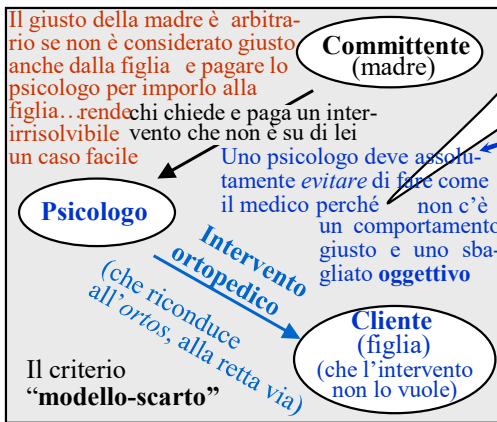 Il giusto della madre è arbitra-
rio se non è considerato giusto
anche dalla figlia e pagare lo
psicologo per imporlo alla
figlia…rende
irrisolvibile
un caso facile
Committente
(madre)
chi chiede e paga un inter-
vento che non è su di lei
Uno psicologo deve assolu-
tamente evitare di fare come
il medico perché non c’è
un comportamento
giusto e uno sba-
gliato oggettivo
Psicologo
Intervento
ortopedico
(che riconduce
all’ortos, alla retta via)
Cliente
(figlia)
(che l’intervento
non lo vuole)
Il criterio
“modello-scarto”